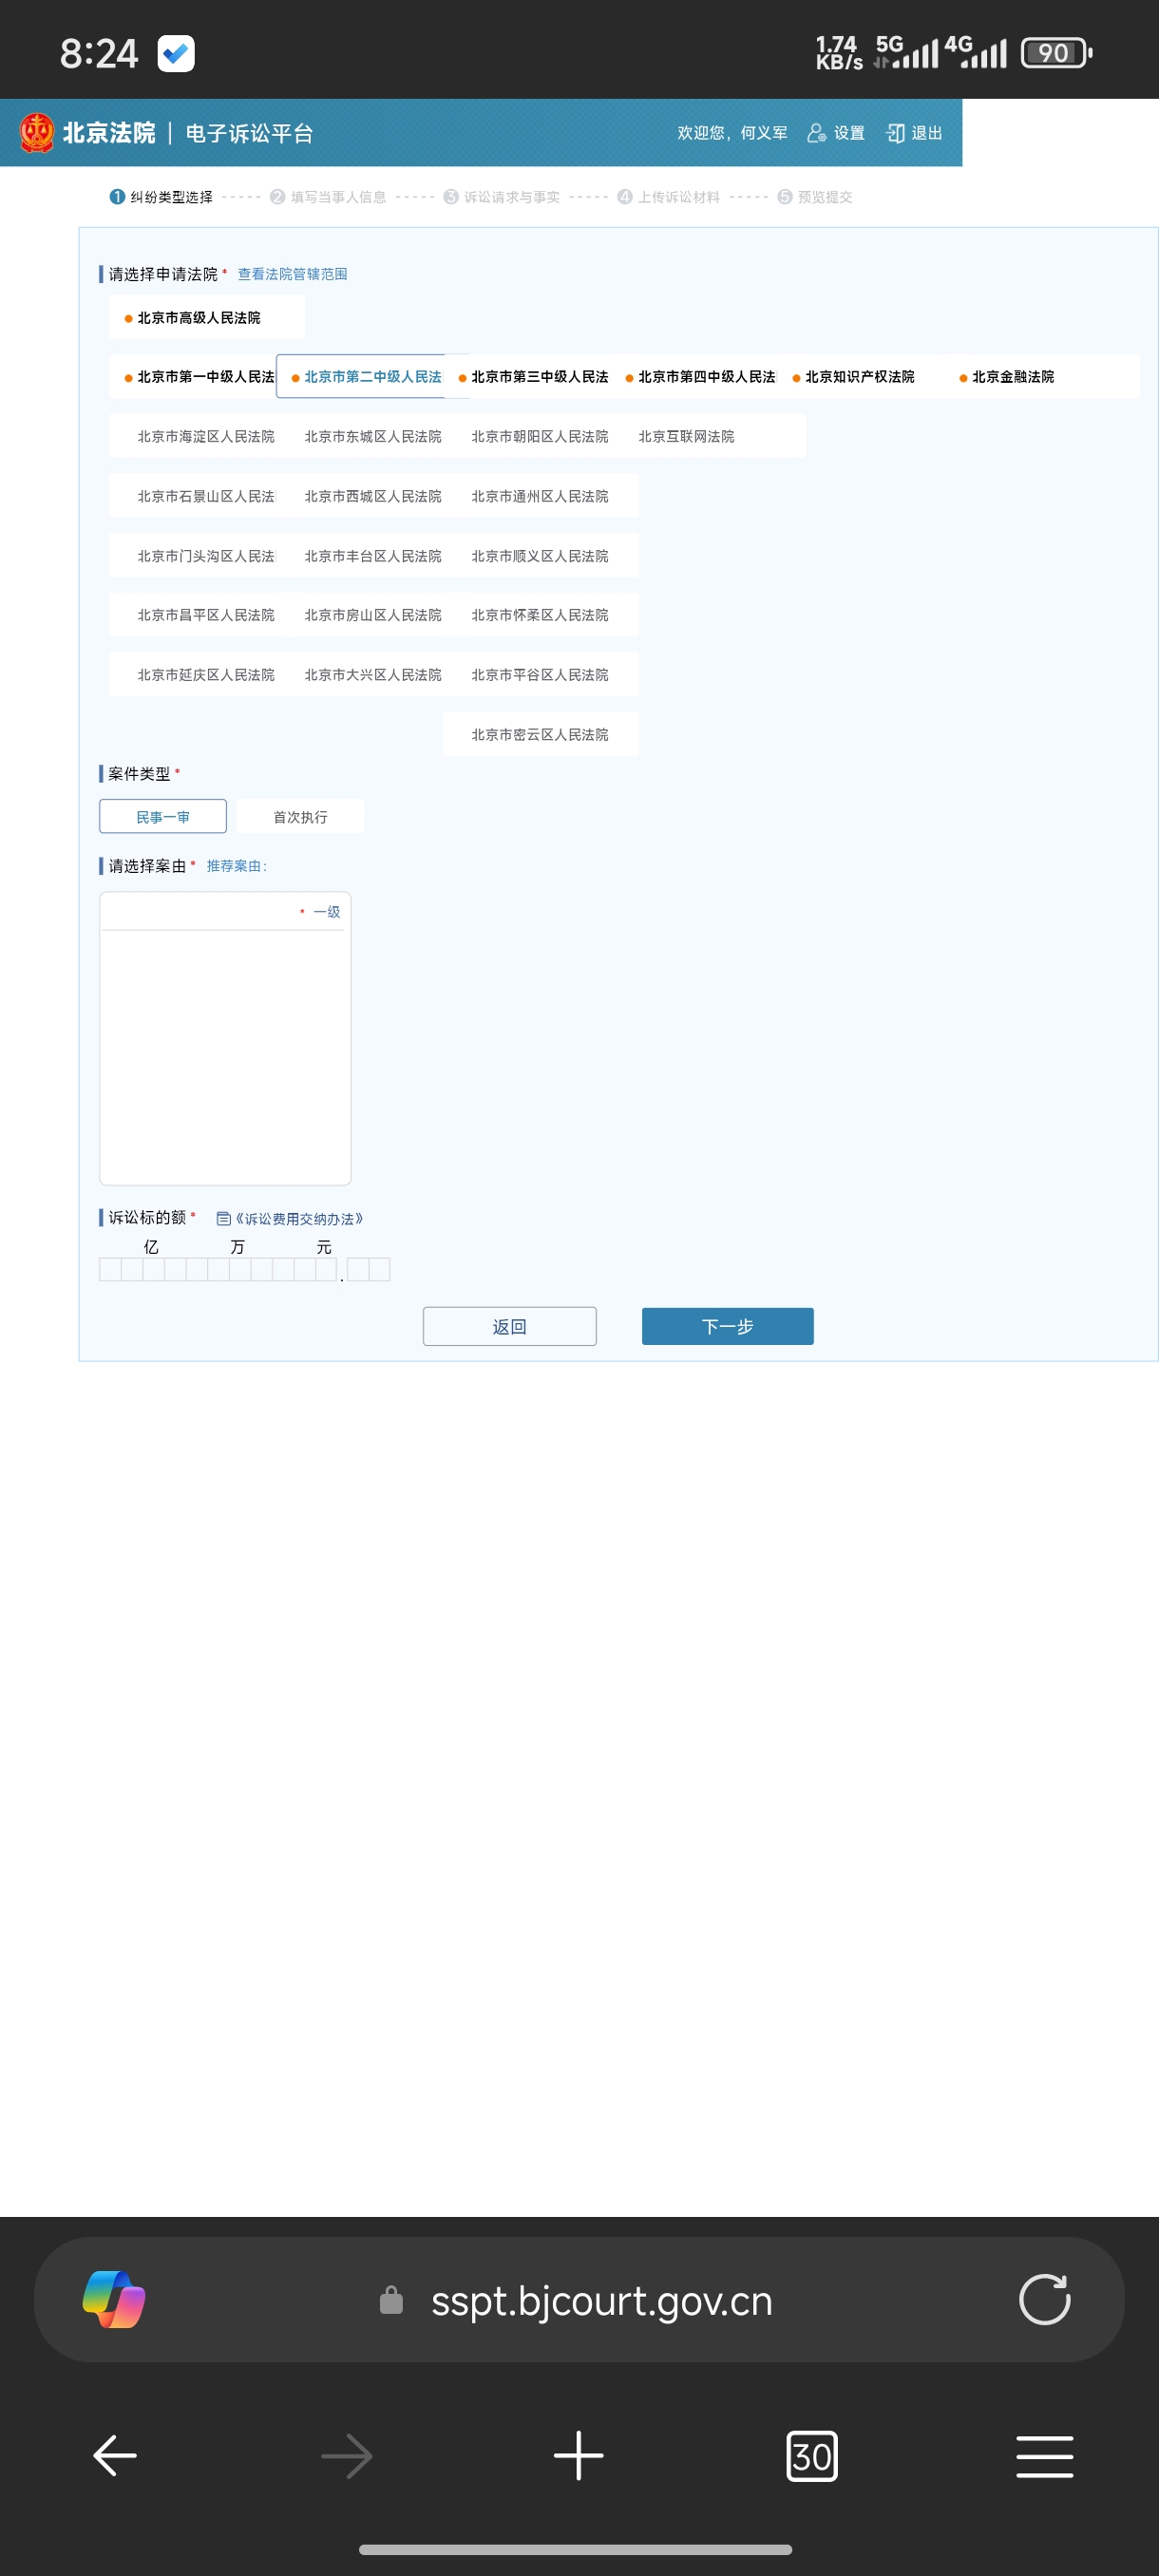 8:24
1.74 KB/s 5G 4G 90
北京法院 | 电子诉讼平台 欢迎您，何义军 设置 退出
1 纠纷类型选择 ----- 2 填写当事人信息 ----- 3 诉讼请求与事实 ----- 4 上传诉讼材料 ----- 5 预览提交
请选择申请法院 * 查看法院管辖范围
北京市高级人民法院
北京市第一中级人民法 北京市第二中级人民法 北京市第三中级人民法 北京市第四中级人民法 北京知识产权法院 北京金融法院
北京市海淀区人民法院 北京市东城区人民法院 北京市朝阳区人民法院 北京互联网法院
北京市石景山区人民法 北京市西城区人民法院 北京市通州区人民法院
北京市门头沟区人民法 北京市丰台区人民法院 北京市顺义区人民法院
北京市昌平区人民法院 北京市房山区人民法院 北京市怀柔区人民法院
北京市延庆区人民法院 北京市大兴区人民法院 北京市平谷区人民法院
北京市密云区人民法院
案件类型 *
民事一审 首次执行
请选择案由 * 推荐案由：
* 一级
诉讼标的额 * 《诉讼费用交纳办法》
亿 万 元
.
返回 下一步
sspt.bjcourt.gov.cn
30